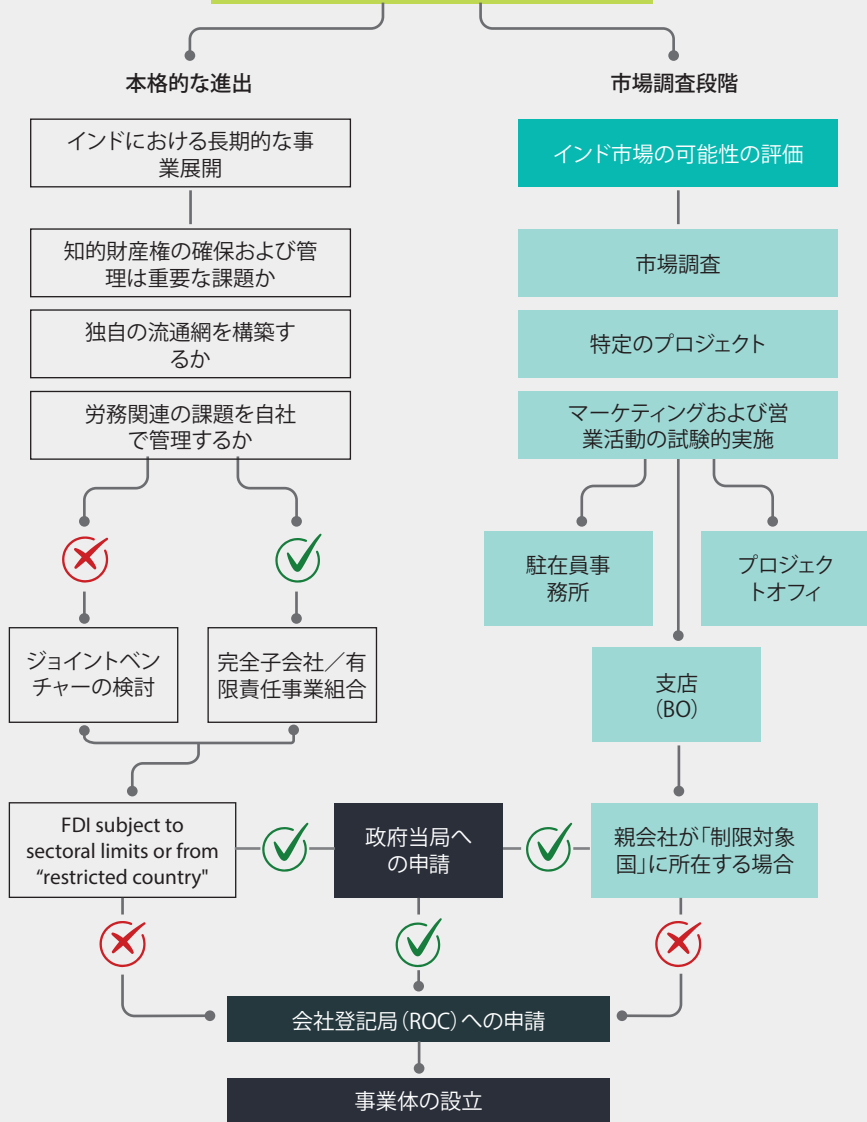 本格的な進出
インドにおける長期的な事
業展開
知的財産権の確保および管
理は重要な課題か
独自の流通網を構築す
るか
労務関連の課題を自社
で管理するか
ジョイントベン
チャーの検討
完全子会社／有
限責任事業組合
FDI subject to
sectoral limits or from
“restricted country"
市場調査段階
インド市場の可能性の評価
市場調査
特定のプロジェクト
マーケティングおよび営
業活動の試験的実施
駐在員事
務所
プロジェク
トオフィ
支店
(BO)
親会社が「制限対象
国」に所在する場合
政府当局へ
の申請
会社登記局（ROC）への申請
事業体の設立